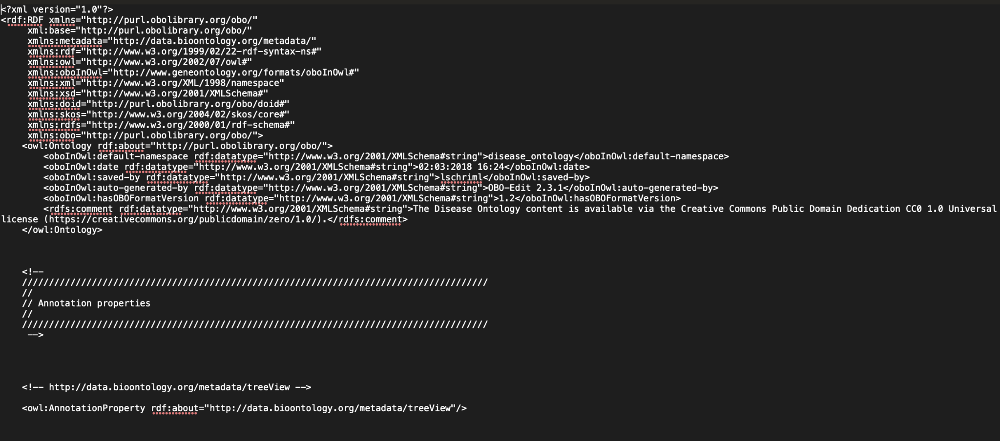 <?xml version="1.0"?>
<rdf:RDF xmlns="http://purl.obolibrary.org/obo/"
     xml:base="http://purl.obolibrary.org/obo/"
     xmlns:metadata="http://data.bioontology.org/metadata/"
     xmlns:rdf="http://www.w3.org/1999/02/22-rdf-syntax-ns#"
     xmlns:owl="http://www.w3.org/2002/07/owl#"
     xmlns:oboInOwl="http://www.geneontology.org/formats/oboInOwl#"
     xmlns:xml="http://www.w3.org/XML/1998/namespace"
     xmlns:xsd="http://www.w3.org/2001/XMLSchema#"
     xmlns:doid="http://purl.obolibrary.org/obo/doid#"
     xmlns:skos="http://www.w3.org/2004/02/skos/core#"
     xmlns:rdfs="http://www.w3.org/2000/01/rdf-schema#"
     xmlns:obo="http://purl.obolibrary.org/obo/">
    <owl:Ontology rdf:about="http://purl.obolibrary.org/obo/">
        <oboInOwl:default-namespace rdf:datatype="http://www.w3.org/2001/XMLSchema#string">disease_ontology</oboInOwl:default-namespace>
        <oboInOwl:date rdf:datatype="http://www.w3.org/2001/XMLSchema#string">02:03:2018 16:24</oboInOwl:date>
        <oboInOwl:saved-by rdf:datatype="http://www.w3.org/2001/XMLSchema#string">lschriml</oboInOwl:saved-by>
        <oboInOwl:auto-generated-by rdf:datatype="http://www.w3.org/2001/XMLSchema#string">OBO-Edit 2.3.1</oboInOwl:auto-generated-by>
        <oboInOwl:hasOBOFormatVersion rdf:datatype="http://www.w3.org/2001/XMLSchema#string">1.2</oboInOwl:hasOBOFormatVersion>
        <rdfs:comment rdf:datatype="http://www.w3.org/2001/XMLSchema#string">The Disease Ontology content is available via the Creative Commons Public Domain Dedication CC0 1.0 Universal
license (https://creativecommons.org/publicdomain/zero/1.0/).</rdfs:comment>
    </owl:Ontology>
    <!--
    ///////////////////////////////////////////////////////////////////////////////////////
    //
    // Annotation properties
    //
    ///////////////////////////////////////////////////////////////////////////////////////
     -->
    <!-- http://data.bioontology.org/metadata/treeView -->
    <owl:AnnotationProperty rdf:about="http://data.bioontology.org/metadata/treeView"/>